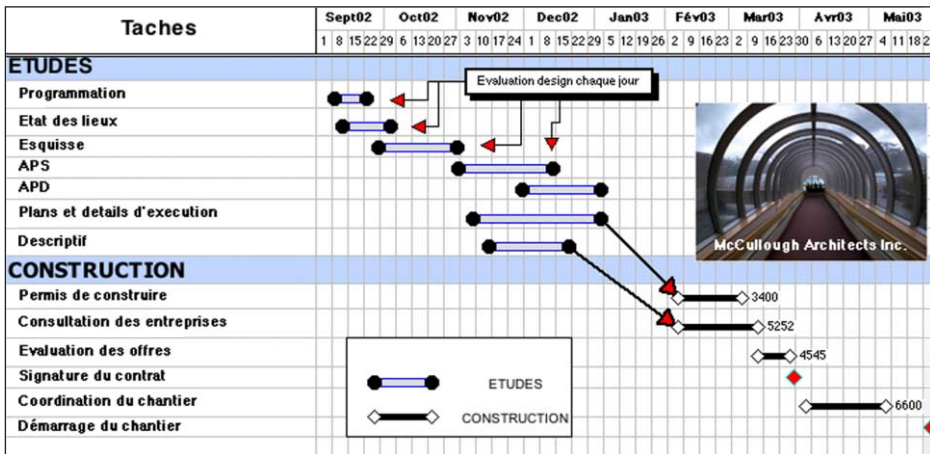 Taches
Sept02 Oct02 Nov02 Dec02 Jan03 Fév03 Mar03 Avr03 Mai03
1 8 15 22 29 6 13 20 27 3 10 17 24 1 8 15 22 29 5 12 19 26 2 9 16 23 2 9 16 23 30 6 13 20 27 4 11 18
ETUDES
Evaluation design chaque jour
Programmation
Etat des lieux
Esquisse
APS
APD
Plans et details d'execution
Descriptif
McCullough Architects Inc.
CONSTRUCTION
Permis de construire
3400
Consultation des entreprises
5252
Evaluation des offres
4545
Signature du contrat
Coordination du chantier
6600
Démarrage du chantier
ETUDES
CONSTRUCTION